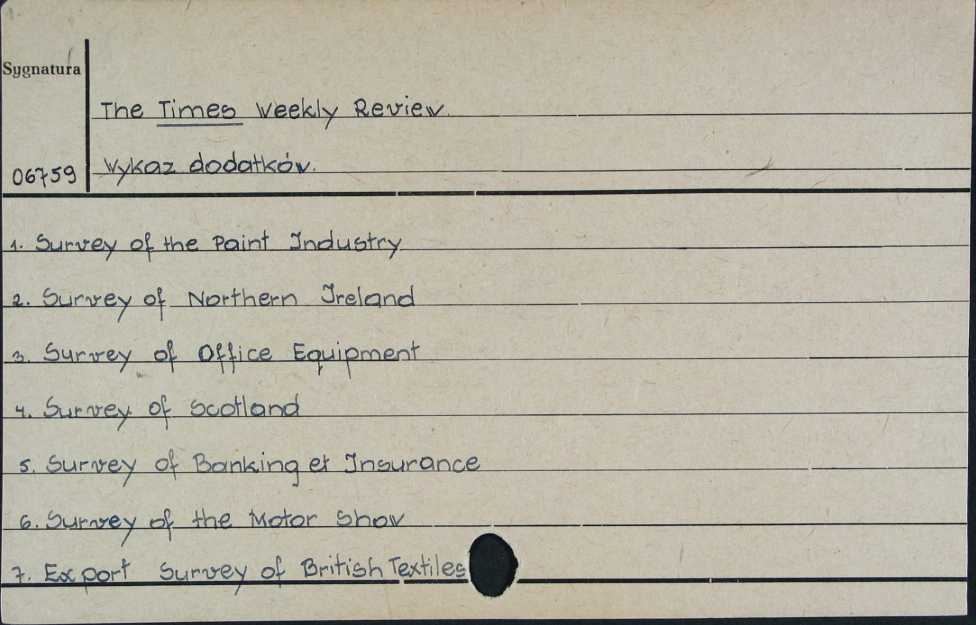 Sygnatura
The Times Weekly Review
06759 Wykaz dodatków.
1. Survey of the Paint Industry
2. Survey of Northern Ireland
3. Survey of Office Equipment
4. Survey of Scotland
5. Survey of Banking et Insurance
6. Survey of the Motor Show
7. Export Survey of British Textiles